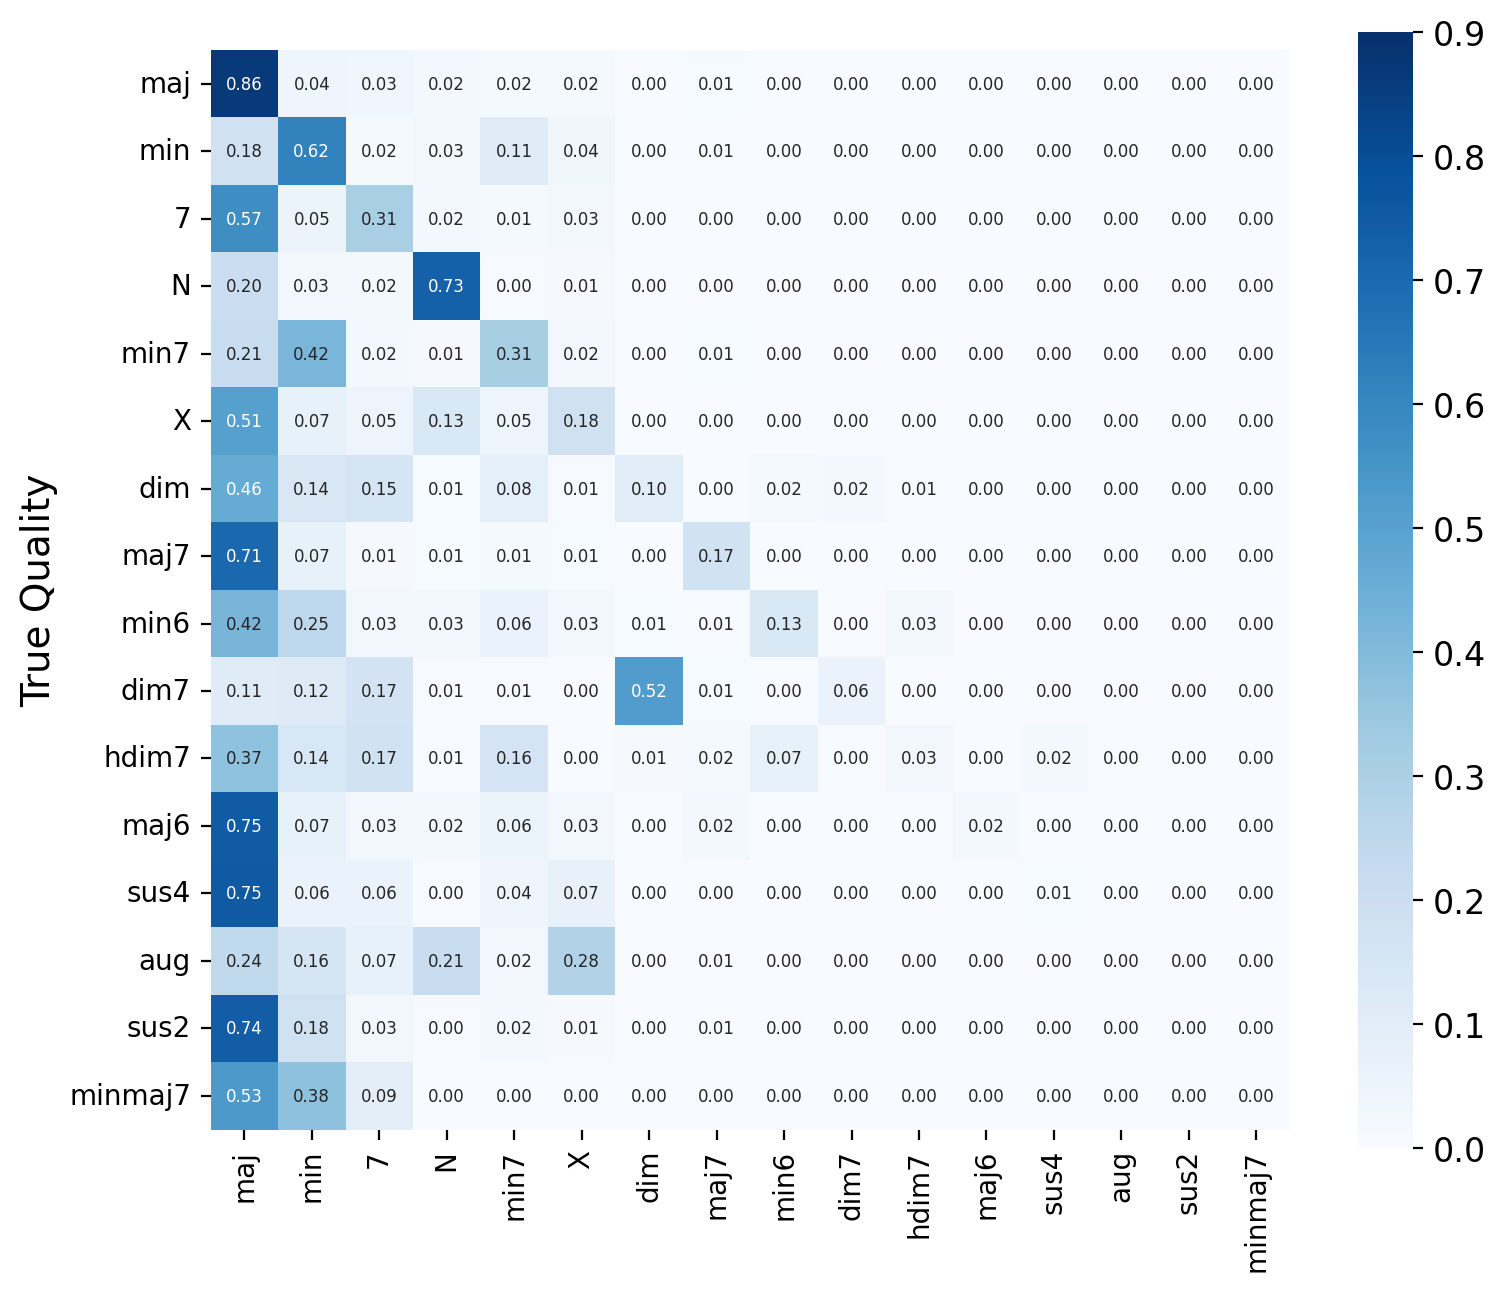 True Quality
maj 0.86 0.04 0.03 0.02 0.02 0.02 0.00 0.01 0.00 0.00 0.00 0.00 0.00 0.00 0.00 0.00
min 0.18 0.62 0.02 0.03 0.11 0.04 0.00 0.01 0.00 0.00 0.00 0.00 0.00 0.00 0.00 0.00
7 0.57 0.05 0.31 0.02 0.01 0.03 0.00 0.00 0.00 0.00 0.00 0.00 0.00 0.00 0.00 0.00
N 0.20 0.03 0.02 0.73 0.00 0.01 0.00 0.00 0.00 0.00 0.00 0.00 0.00 0.00 0.00 0.00
min7 0.21 0.42 0.02 0.01 0.31 0.02 0.00 0.01 0.00 0.00 0.00 0.00 0.00 0.00 0.00 0.00
X 0.51 0.07 0.05 0.13 0.05 0.18 0.00 0.00 0.00 0.00 0.00 0.00 0.00 0.00 0.00 0.00
dim 0.46 0.14 0.15 0.01 0.08 0.01 0.10 0.00 0.02 0.02 0.01 0.00 0.00 0.00 0.00 0.00
maj7 0.71 0.07 0.01 0.01 0.01 0.01 0.00 0.17 0.00 0.00 0.00 0.00 0.00 0.00 0.00 0.00
min6 0.42 0.25 0.03 0.03 0.06 0.03 0.01 0.01 0.13 0.00 0.03 0.00 0.00 0.00 0.00 0.00
dim7 0.11 0.12 0.17 0.01 0.01 0.00 0.52 0.01 0.00 0.06 0.00 0.00 0.00 0.00 0.00 0.00
hdim7 0.37 0.14 0.17 0.01 0.16 0.00 0.01 0.02 0.07 0.00 0.03 0.00 0.02 0.00 0.00 0.00
maj6 0.75 0.07 0.03 0.02 0.06 0.03 0.00 0.02 0.00 0.00 0.00 0.02 0.00 0.00 0.00 0.00
sus4 0.75 0.06 0.06 0.00 0.04 0.07 0.00 0.00 0.00 0.00 0.00 0.00 0.01 0.00 0.00 0.00
aug 0.24 0.16 0.07 0.21 0.02 0.28 0.00 0.01 0.00 0.00 0.00 0.00 0.00 0.00 0.00 0.00
sus2 0.74 0.18 0.03 0.00 0.02 0.01 0.00 0.01 0.00 0.00 0.00 0.00 0.00 0.00 0.00 0.00
minmaj7 0.53 0.38 0.09 0.00 0.00 0.00 0.00 0.00 0.00 0.00 0.00 0.00 0.00 0.00 0.00 0.00
maj min 7 N min7 X dim maj7 min6 dim7 hdim7 maj6 sus4 aug sus2 minmaj7
0.9
0.8
0.7
0.6
0.5
0.4
0.3
0.2
0.1
0.0